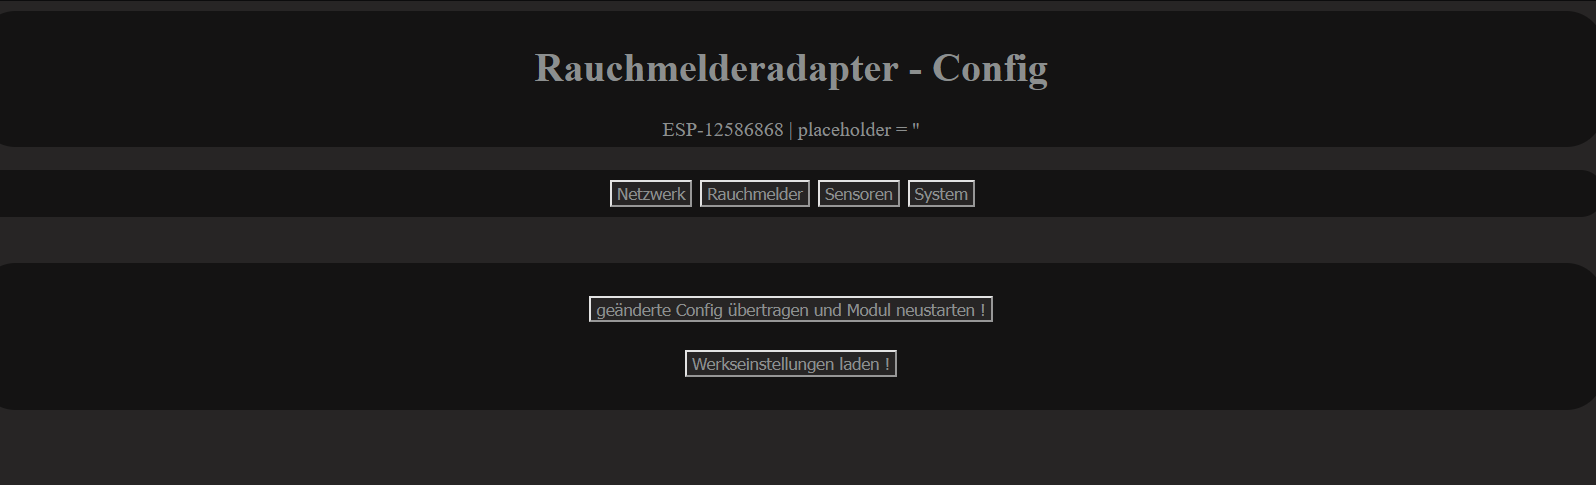 Rauchmelderadapter - Config
ESP-12586868 | placeholder = "
Netzwerk Rauchmelder Sensoren System
geänderte Config übertragen und Modul neustarten !
Werkseinstellungen laden !